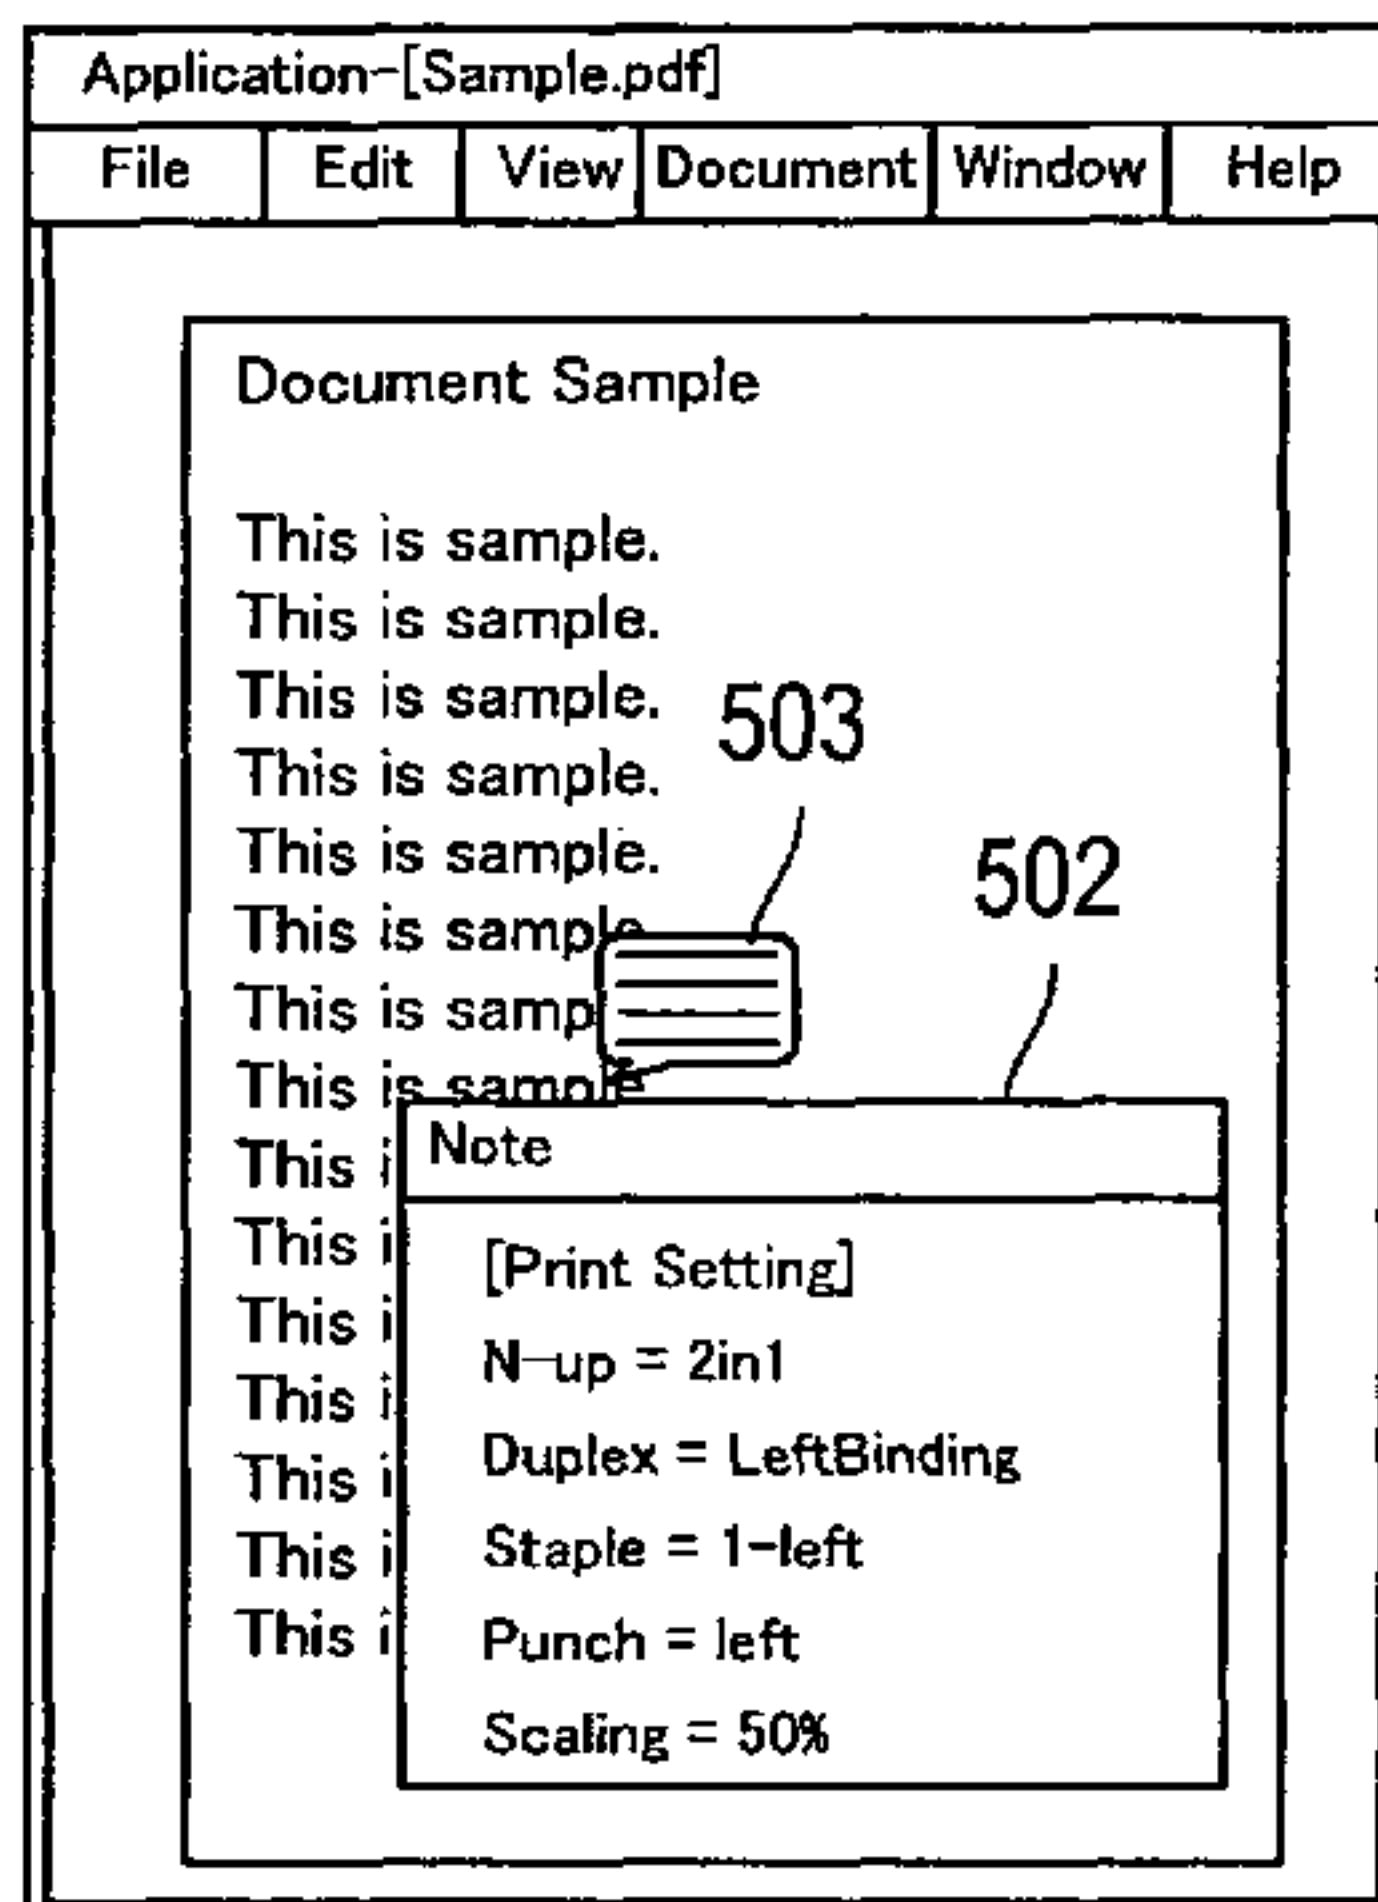 Application-[Sample.pdf]
File Edit View Document Window Help
Document Sample
This is sample.
This is sample.
This is sample.
503
This is sample.
This is sample.
502
This is sample
This is samp
This is sample
This i
Note
This i
[Print Setting]
This i
N-up = 2in1
This i
Duplex = LeftBinding
This i
This i
Staple = 1-left
This i
Punch = left
Scaling = 50%